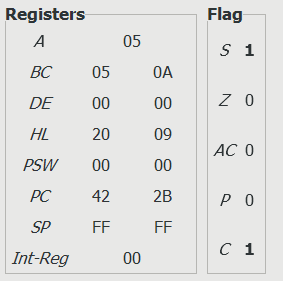 Registers
A 05
BC 05 0A
DE 00 00
HL 20 09
PSW 00 00
PC 42 2B
SP FF FF
Int-Reg 00
Flag
S 1
Z 0
AC 0
P 0
C 1